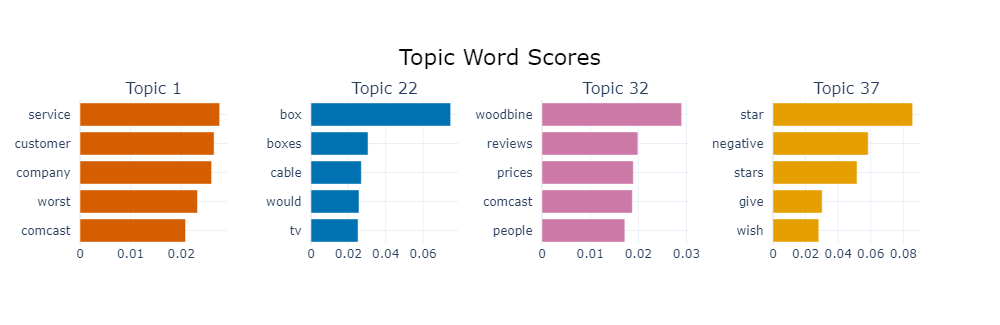 Topic Word Scores
Topic 1
service
customer
company
worst
comcast
0 0.01 0.02
Topic 22
box
boxes
cable
would
tv
0 0.02 0.04 0.06
Topic 32
woodbine
reviews
prices
comcast
people
0 0.01 0.02 0.03
Topic 37
star
negative
stars
give
wish
0 0.02 0.04 0.06 0.08